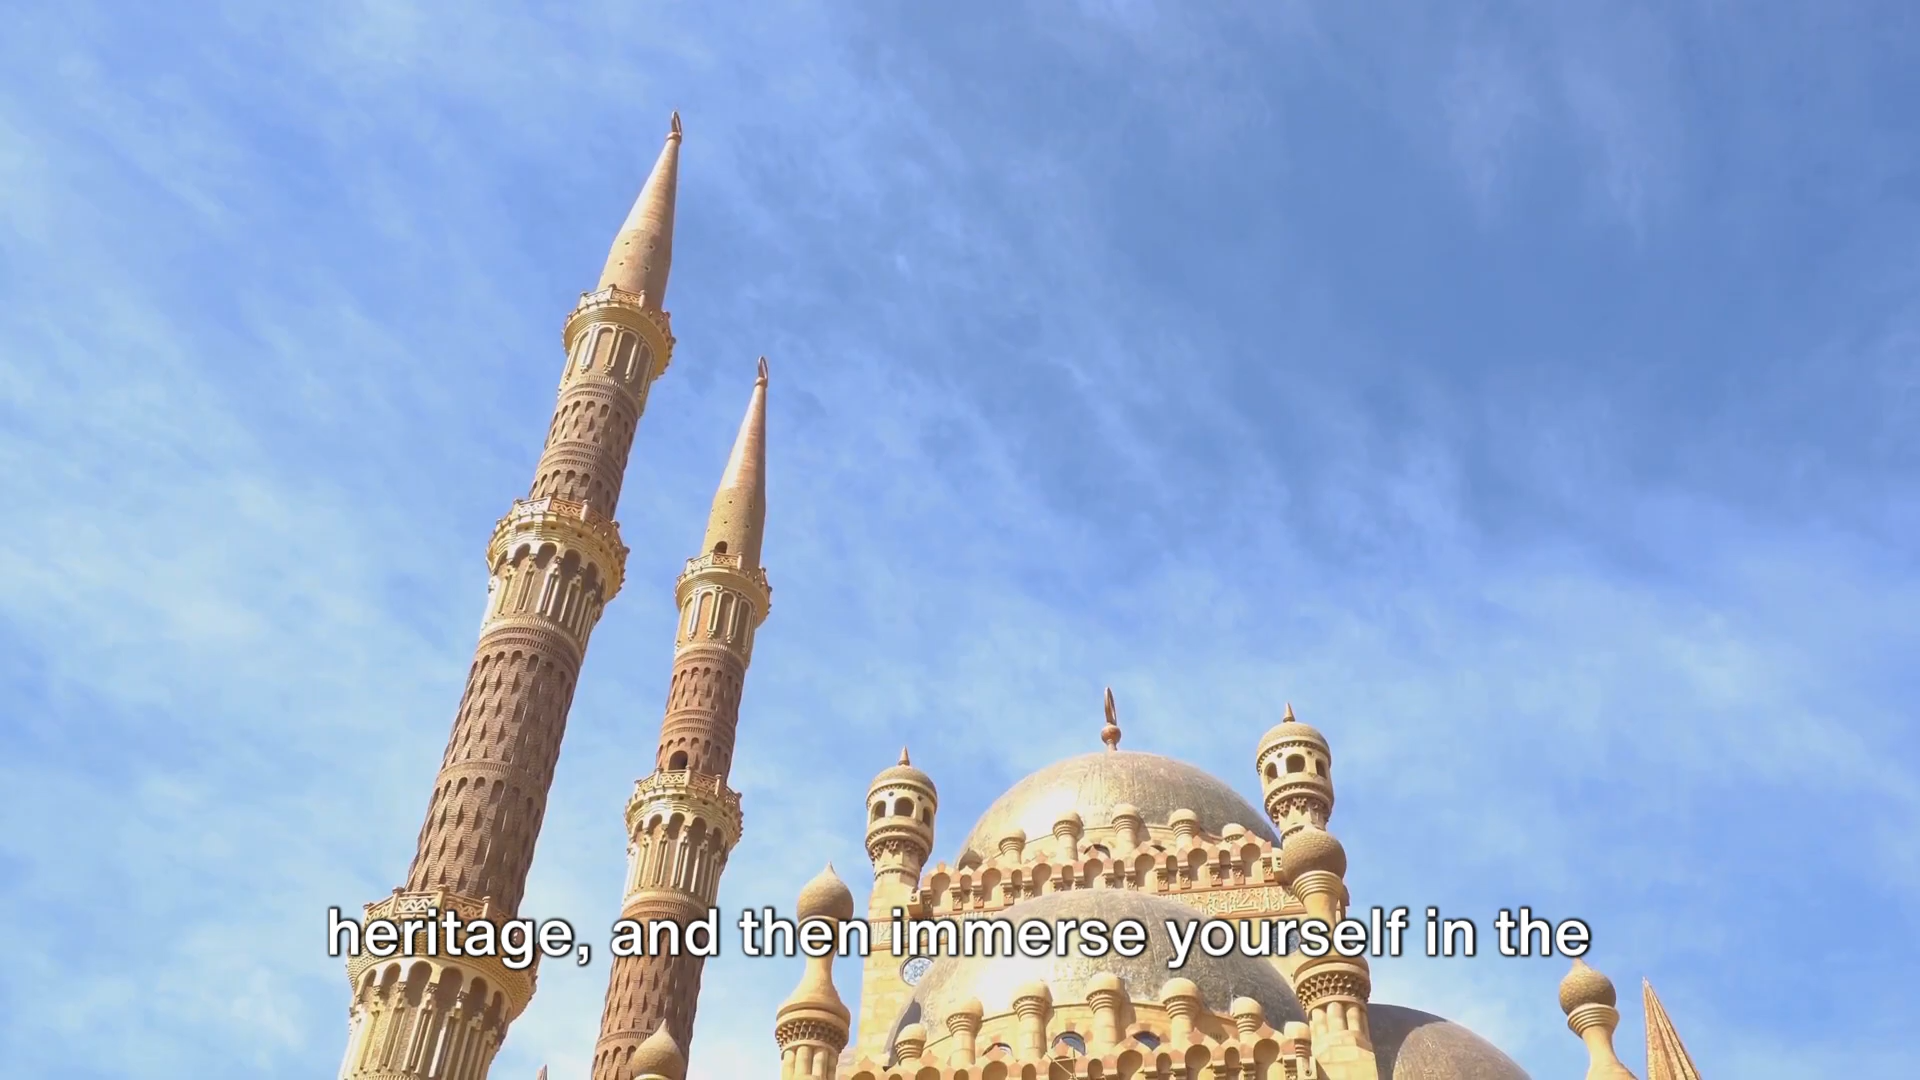 heritage, and then immerse yourself in the